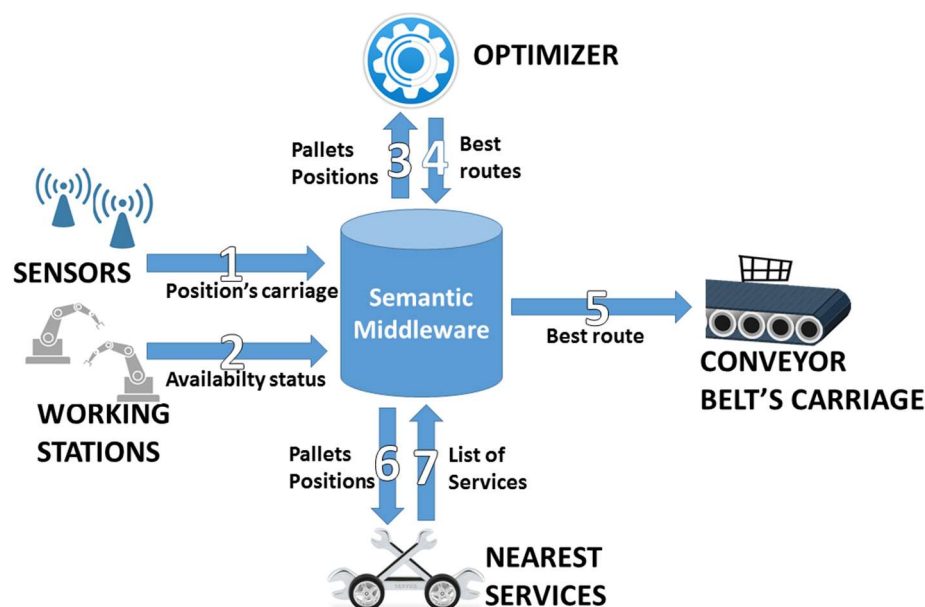 OPTIMIZER
Pallets
Positions
3
4
Best
routes
SENSORS
1
Position's carriage
Semantic
Middleware
5
Best route
2
Availabilty status
WORKING
STATIONS
CONVEYOR
BELT'S CARRIAGE
Pallets
Positions
6
7
List of
Services
NEAREST
SERVICES